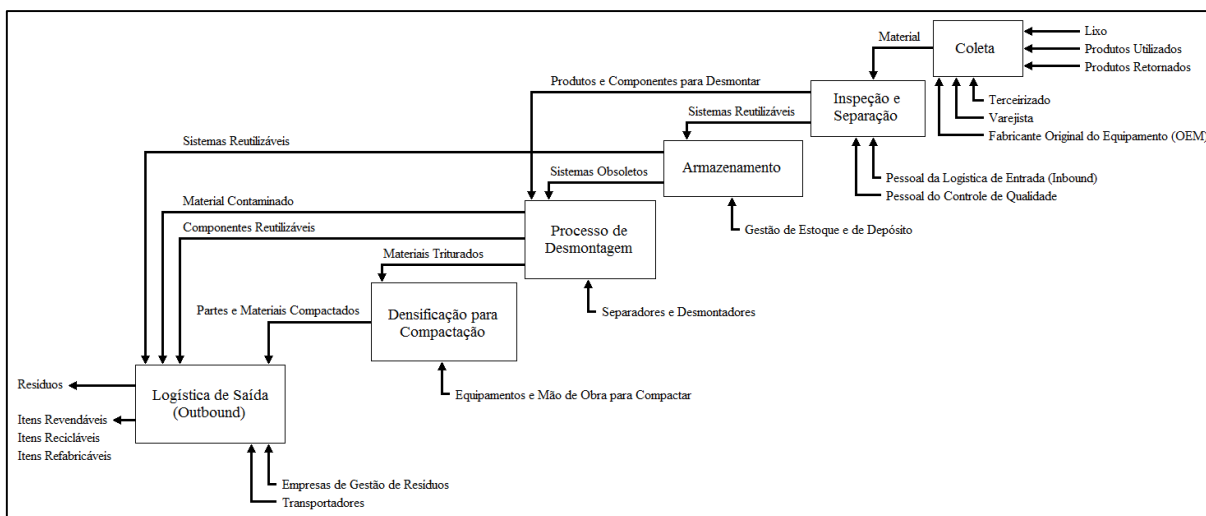 Material
Coleta
Lixo
Produtos Utilizados
Produtos Retornados
Produtos e Componentes para Desmontar
Inspeção e
Separação
Terceirizado
Varejista
Fabricante Original do Equipamento (OEM)
Sistemas Reutilizáveis
Sistemas Reutilizáveis
Armazenamento
Sistemas Obsoletos
Pessoal da Logistica de Entrada (Inbound)
Pessoal do Controle de Qualidade
Material Contaminado
Componentes Reutilizáveis
Processo de
Desmontagem
Gestão de Estoque e de Depósito
Materiais Triturados
Partes e Materiais Compactados
Densificação para
Compactação
Separadores e Desmontadores
Resíduos
Logística de Saída
(Outbound)
Equipamentos e Mão de Obra para Compactar
Itens Revendáveis
Itens Recicláveis
Itens Refabricáveis
Empresas de Gestão de Resíduos
Transportadores